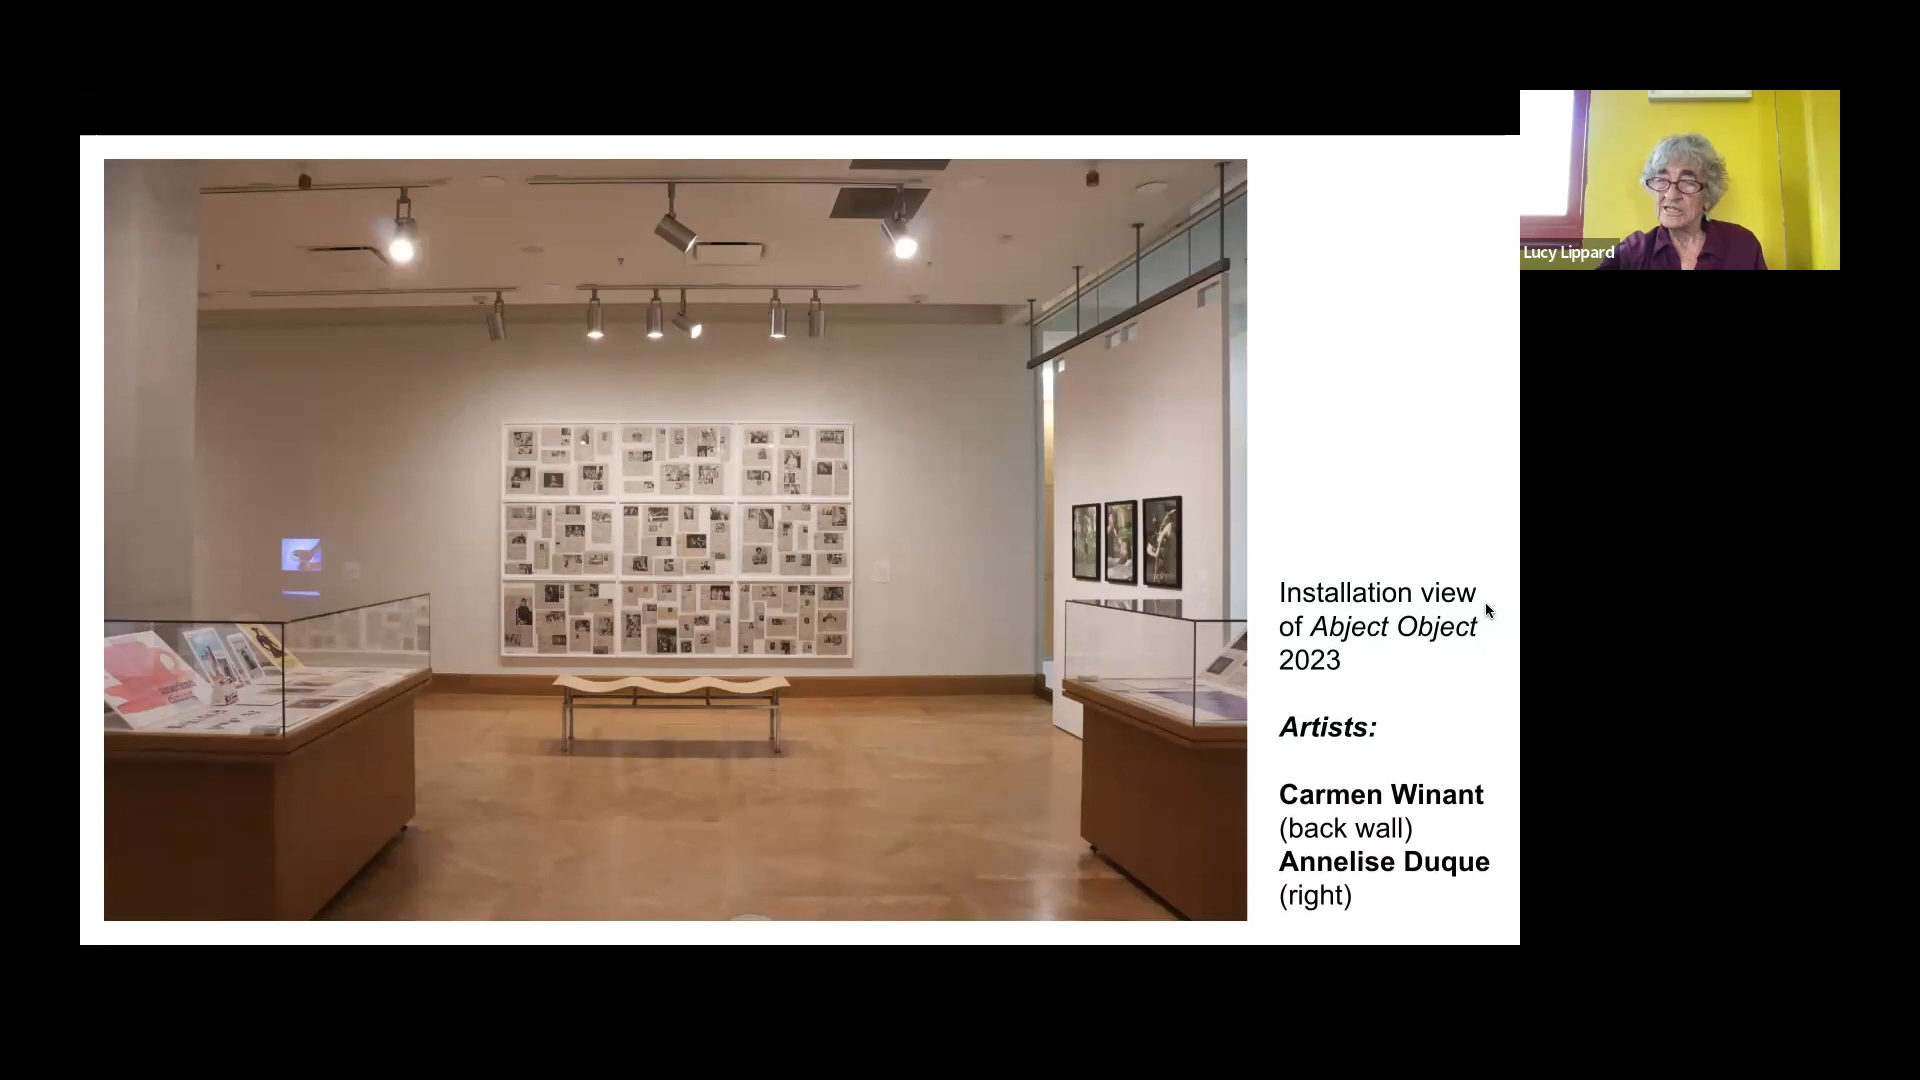 Lucy Lippard
Installation view
of Abject Object
2023
Artists:
Carmen Winant
(back wall)
Annelise Duque
(right)